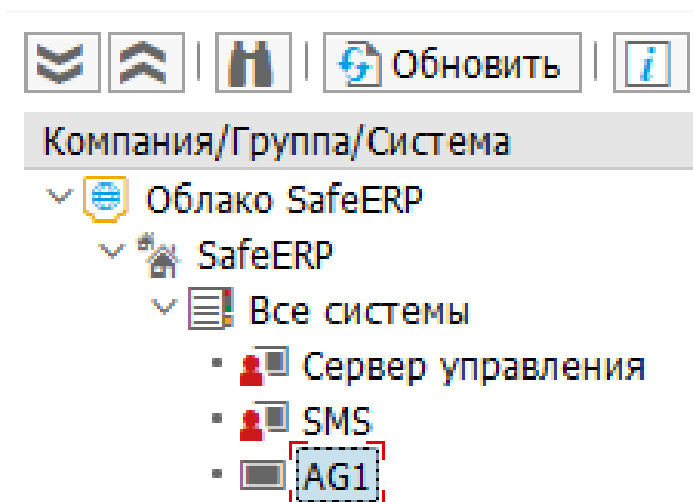 Обновить
Компания/Группа/Система
Облако SafeERP
SafeERP
Все системы
Сервер управления
SMS
AG1